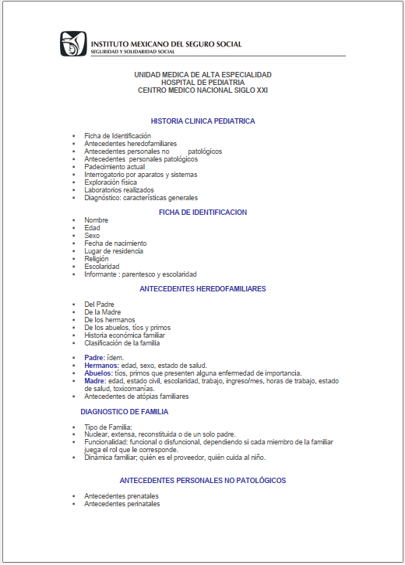 INSTITUTO MEXICANO DEL SEGURO SOCIAL
SEGURIDAD Y SOLIDARIDAD SOCIAL
UNIDAD MEDICA DE ALTA ESPECIALIDAD
HOSPITAL DE PEDIATRIA
CENTRO MEDICO NACIONAL SIGLO XXI
HISTORIA CLINICA PEDIATRICA
Ficha de Identificación
Antecedentes heredofamiliares
Antecedentes personales no patológicos
Antecedentes personales patológicos
Padecimiento actual
Interrogatorio por aparatos y sistemas
Exploración física
Laboratorios realizados
Diagnóstico: características generales
FICHA DE IDENTIFICACION
Nombre
Edad
Sexo
Fecha de nacimiento
Lugar de residencia
Religión
Escolaridad
Informante : parentesco y escolaridad
ANTECEDENTES HEREDOFAMILIARES
Del Padre
De la Madre
De los hermanos
De los abuelos, tíos y primos
Historia económica familiar
Clasificación de la familia
Padre: ídem.
Hermanos: edad, sexo, estado de salud.
Abuelos: tíos, primos que presenten alguna enfermedad de importancia.
Madre: edad, estado civil, escolaridad, trabajo, ingreso/mes, horas de trabajo, estado
de salud, toxicomanías.
Antecedentes de atópias familiares
DIAGNOSTICO DE FAMILIA
Tipo de Familia:
Nuclear, extensa, reconstituida o de un solo padre.
Funcionalidad: funcional o disfuncional, dependiendo si cada miembro de la familiar
juega el rol que le corresponde.
Dinámica familiar; quién es el proveedor, quién cuida al niño.
ANTECEDENTES PERSONALES NO PATOLÓGICOS
Antecedentes prenatales
Antecedentes perinatales